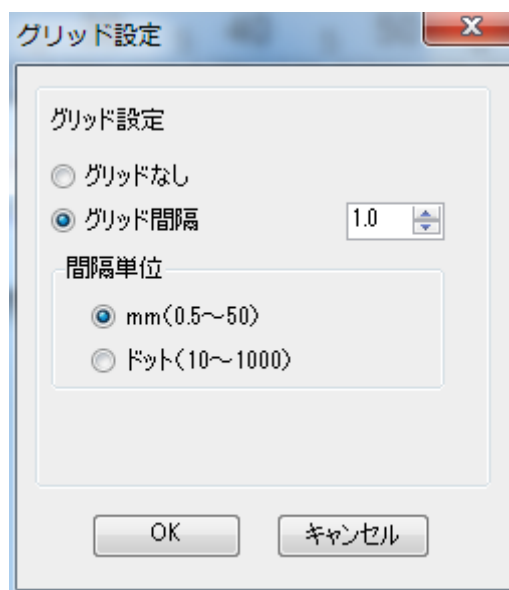 グリッド設定
グリッド設定
グリッドなし
グリッド間隔 1.0
間隔単位
mm(0.5～50)
ドット(10～1000)
OK キャンセル